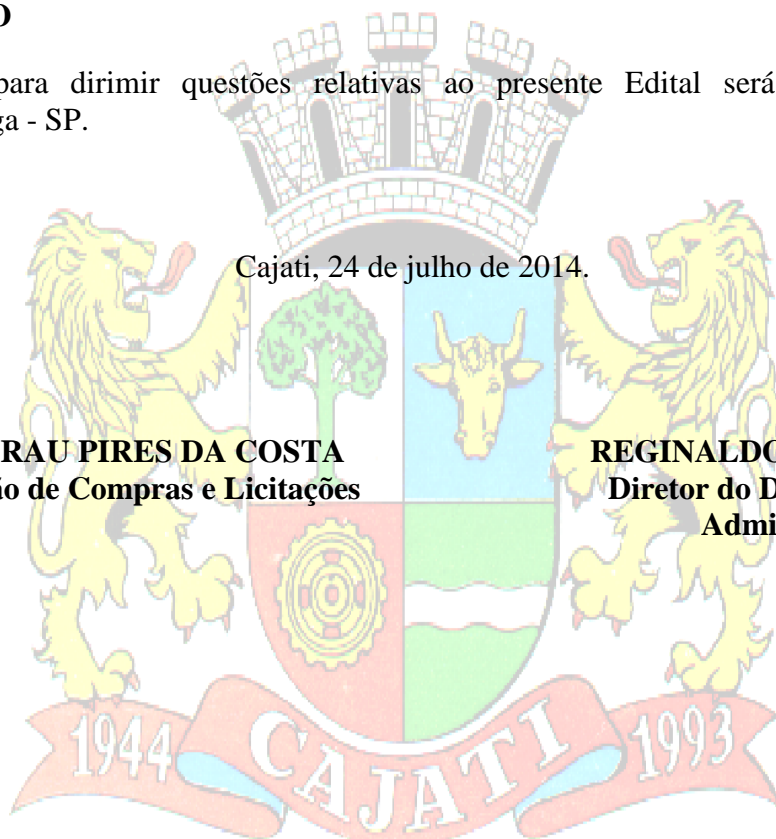 O
para dirimir questões relativas ao presente Edital será
ga - SP.
Cajati, 24 de julho de 2014.
RAU PIRES DA COSTA
REGINALDO
ão de Compras e Licitações
Diretor do D
Admi
1944 CAJATI 1993